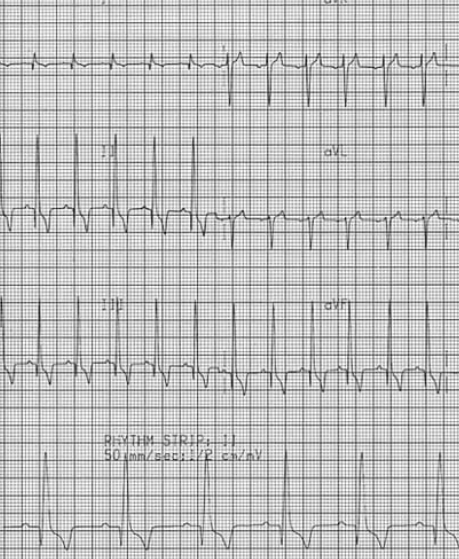 I aVR
II aVL
III aVF
RHYTHM STRIP: II
50 mm/sec; 1/2 cm/mV